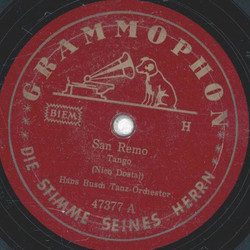 GRAMMOPHON
BIEM
H
San Remo
Tango
(Nico Dostal)
Hans Busch Tanz-Orchester
47377 A
DIE STIMME SEINES HERRN